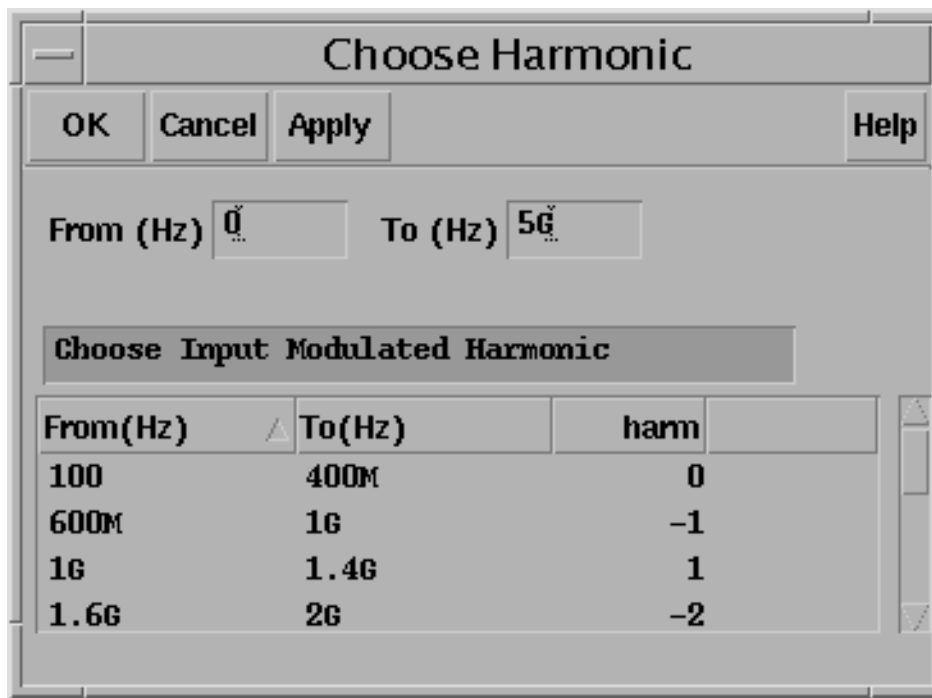 Choose Harmonic
OK Cancel Apply Help
From (Hz) 0 To (Hz) 5G
Choose Input Modulated Harmonic
From(Hz) To(Hz) harm
100 400M 0
600M 1G -1
1G 1.4G 1
1.6G 2G -2